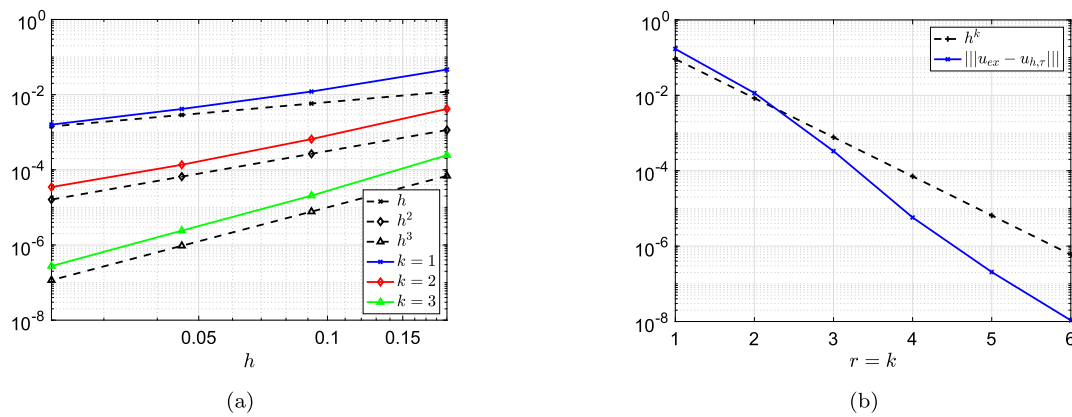 10^0
10^-2
10^-4
10^-6
10^-8
0.05
0.1
0.15
h
h
h^2
h^3
k = 1
k = 2
k = 3
(a)
10^0
10^-2
10^-4
10^-6
10^-8
1
2
3
4
5
6
r = k
h^k
|||u_ex − u_h,τ|||
(b)